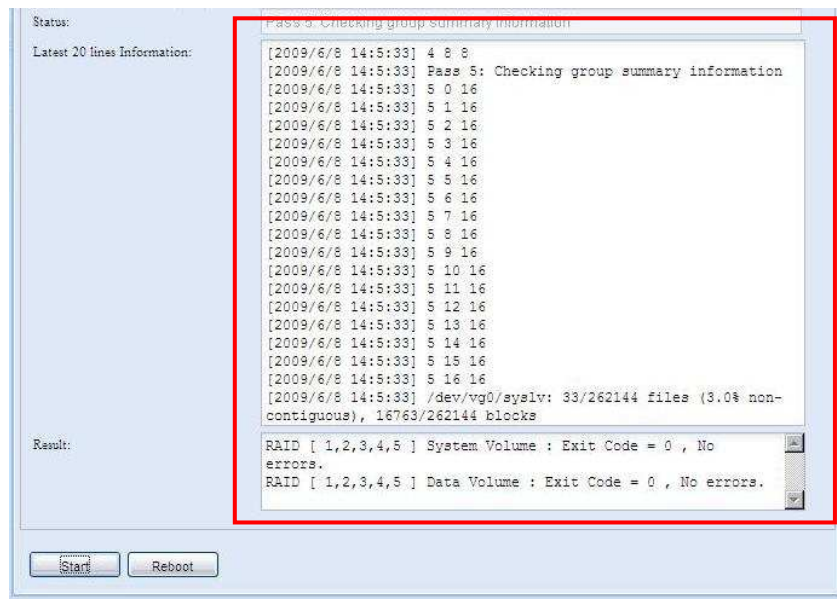 Status:
Pass 5: Checking group summary information
Latest 20 lines Information:
[2009/6/8 14:5:33] 4 8 8
[2009/6/8 14:5:33] Pass 5: Checking group summary information
[2009/6/8 14:5:33] 5 0 16
[2009/6/8 14:5:33] 5 1 16
[2009/6/8 14:5:33] 5 2 16
[2009/6/8 14:5:33] 5 3 16
[2009/6/8 14:5:33] 5 4 16
[2009/6/8 14:5:33] 5 5 16
[2009/6/8 14:5:33] 5 6 16
[2009/6/8 14:5:33] 5 7 16
[2009/6/8 14:5:33] 5 8 16
[2009/6/8 14:5:33] 5 9 16
[2009/6/8 14:5:33] 5 10 16
[2009/6/8 14:5:33] 5 11 16
[2009/6/8 14:5:33] 5 12 16
[2009/6/8 14:5:33] 5 13 16
[2009/6/8 14:5:33] 5 14 16
[2009/6/8 14:5:33] 5 15 16
[2009/6/8 14:5:33] 5 16 16
[2009/6/8 14:5:33] /dev/vg0/syslv: 33/262144 files (3.0% non-
contiguous), 16763/262144 blocks
Result:
RAID [ 1,2,3,4,5 ] System Volume : Exit Code = 0 , No
errors.
RAID [ 1,2,3,4,5 ] Data Volume : Exit Code = 0 , No errors.
Start
Reboot